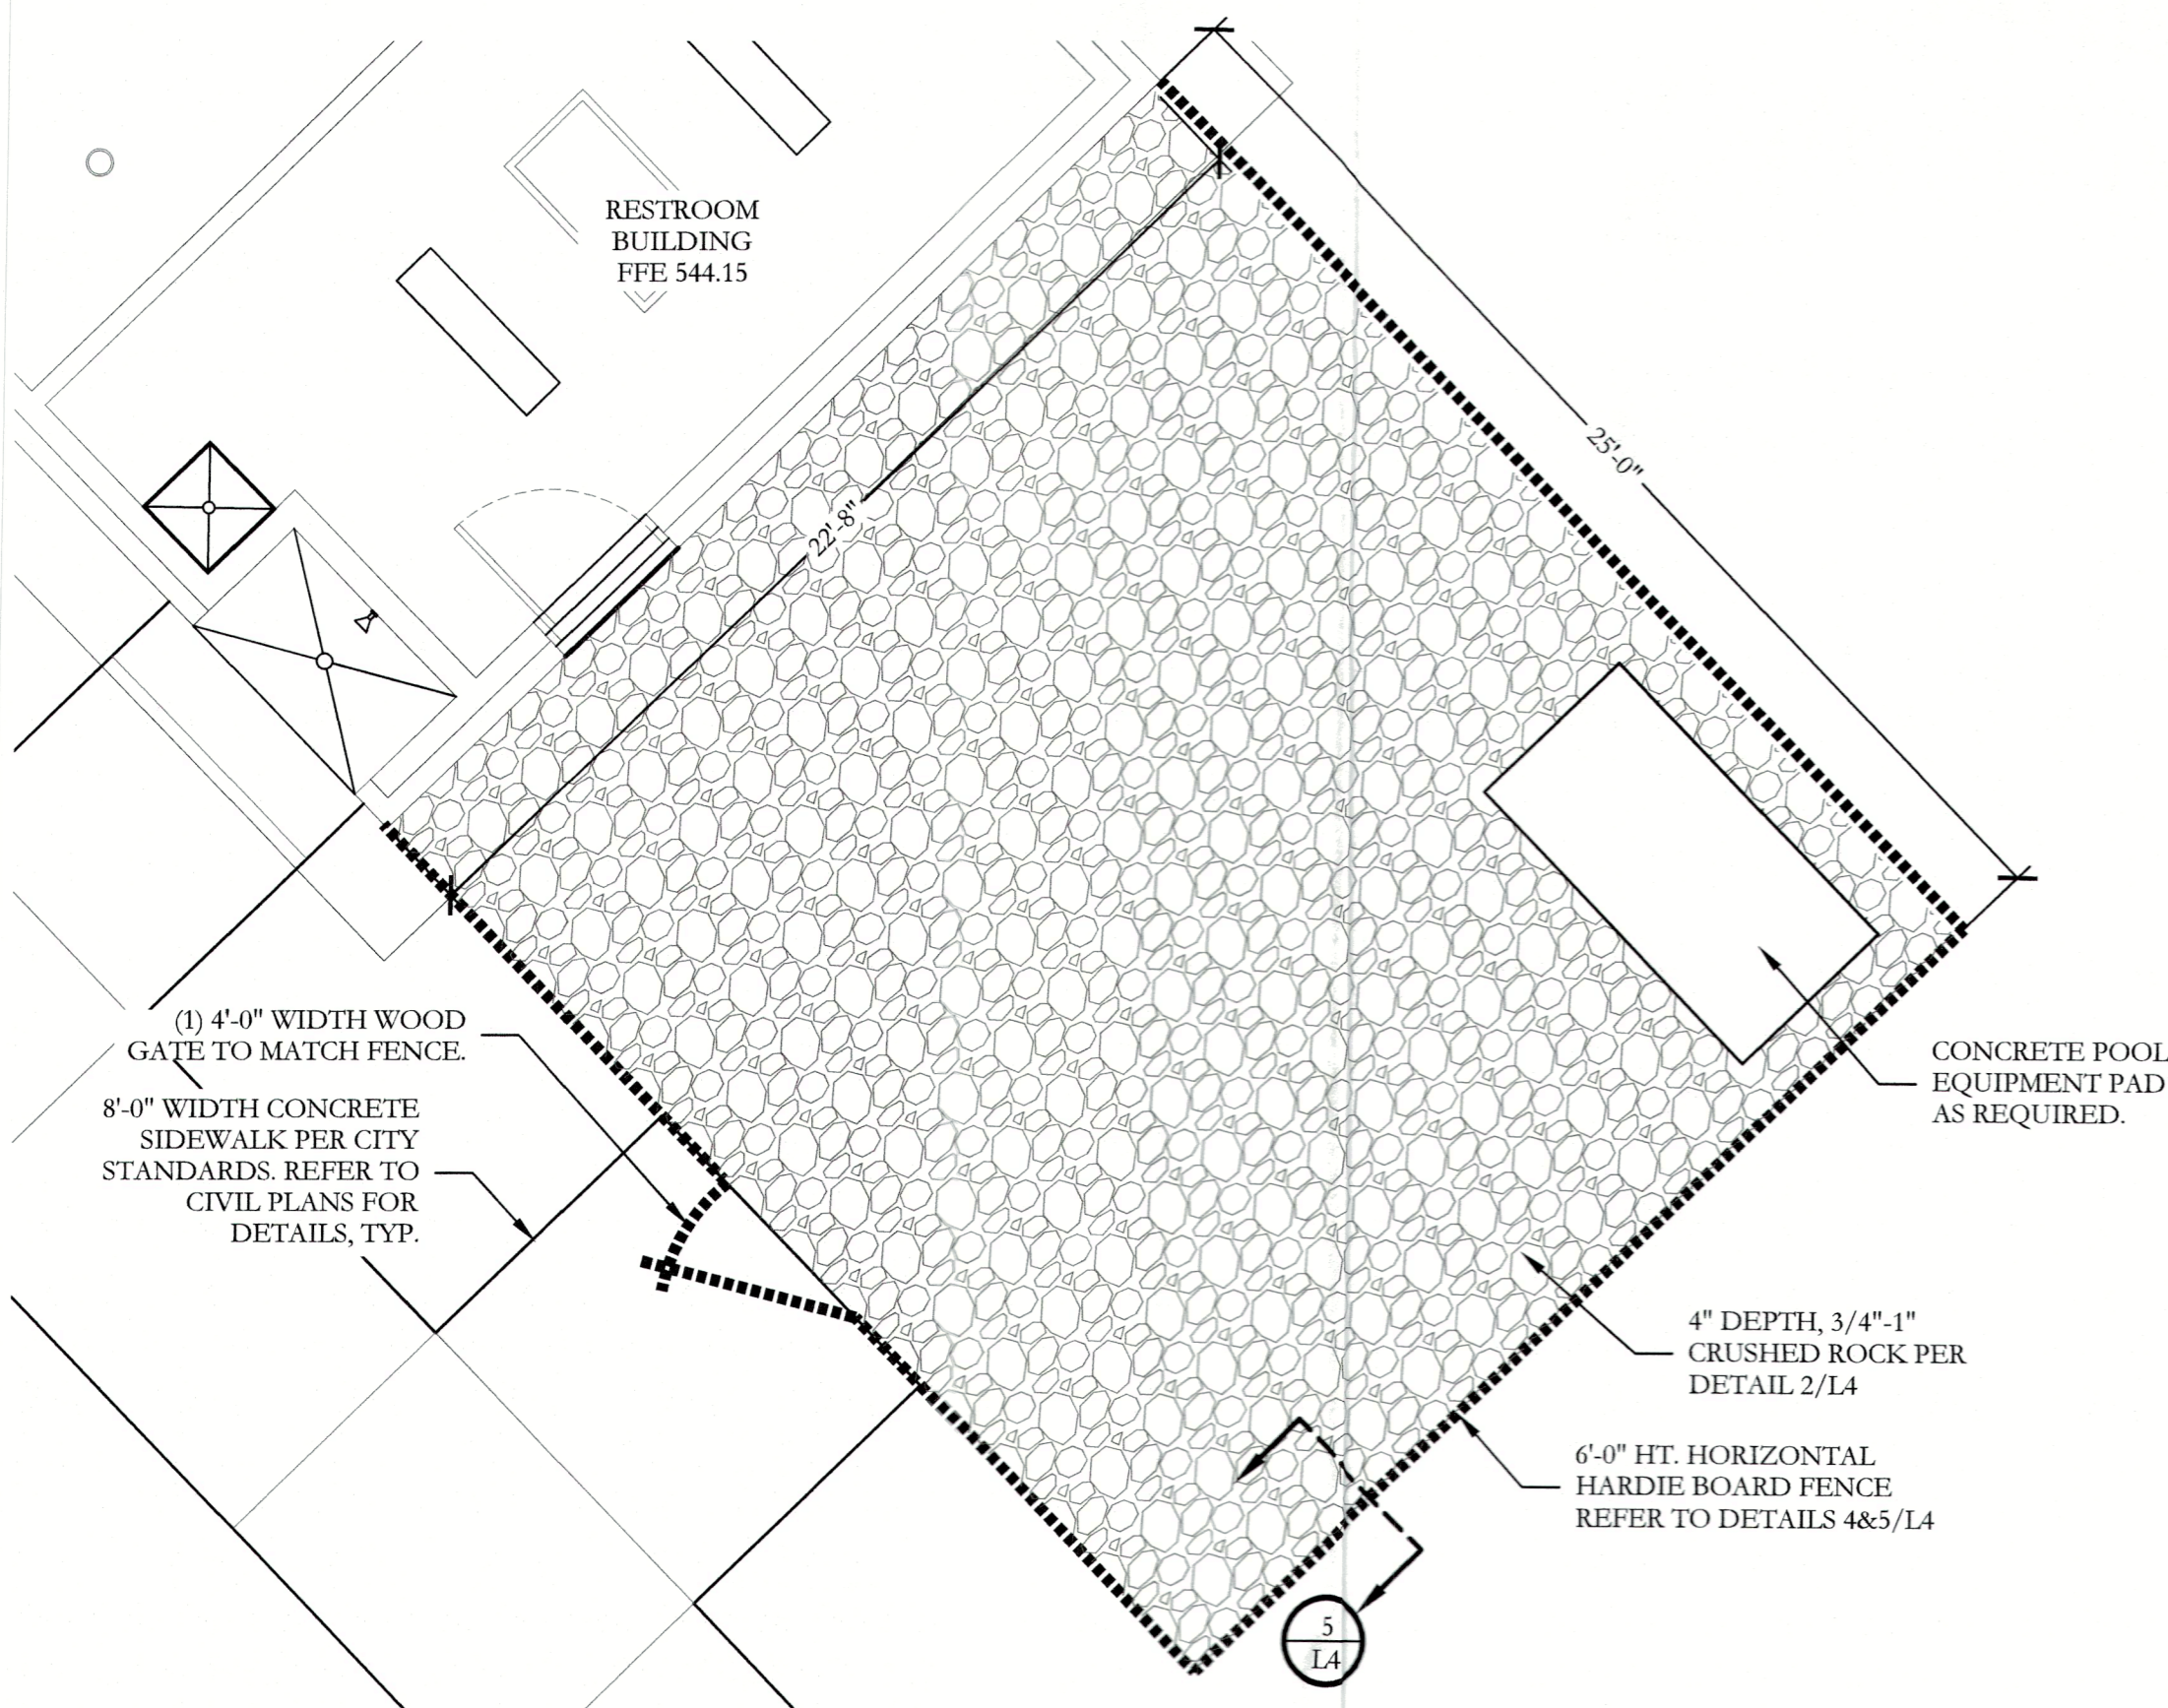 RESTROOM
BUILDING
FFE 544.15
25'-0"
22'-8"
(1) 4'-0" WIDTH WOOD
GATE TO MATCH FENCE.
8'-0" WIDTH CONCRETE
SIDEWALK PER CITY
STANDARDS. REFER TO
CIVIL PLANS FOR
DETAILS, TYP.
CONCRETE POOL
EQUIPMENT PAD
AS REQUIRED.
4" DEPTH, 3/4"-1"
CRUSHED ROCK PER
DETAIL 2/L4
6'-0" HT. HORIZONTAL
HARDIE BOARD FENCE
REFER TO DETAILS 4&5/L4
5
L4